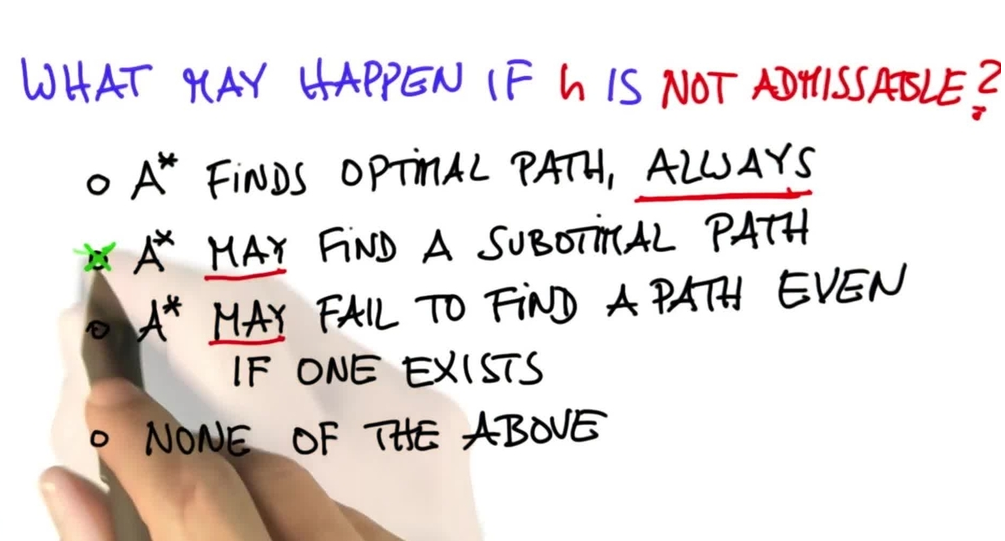 WHAT MAY HAPPEN IF h IS NOT ADMISSABLE?
o A* FINDS OPTIMAL PATH, ALWAYS
A* MAY FIND A SUBOTIMAL PATH
o A* MAY FAIL TO FIND A PATH EVEN
IF ONE EXISTS
o NONE OF THE ABOVE